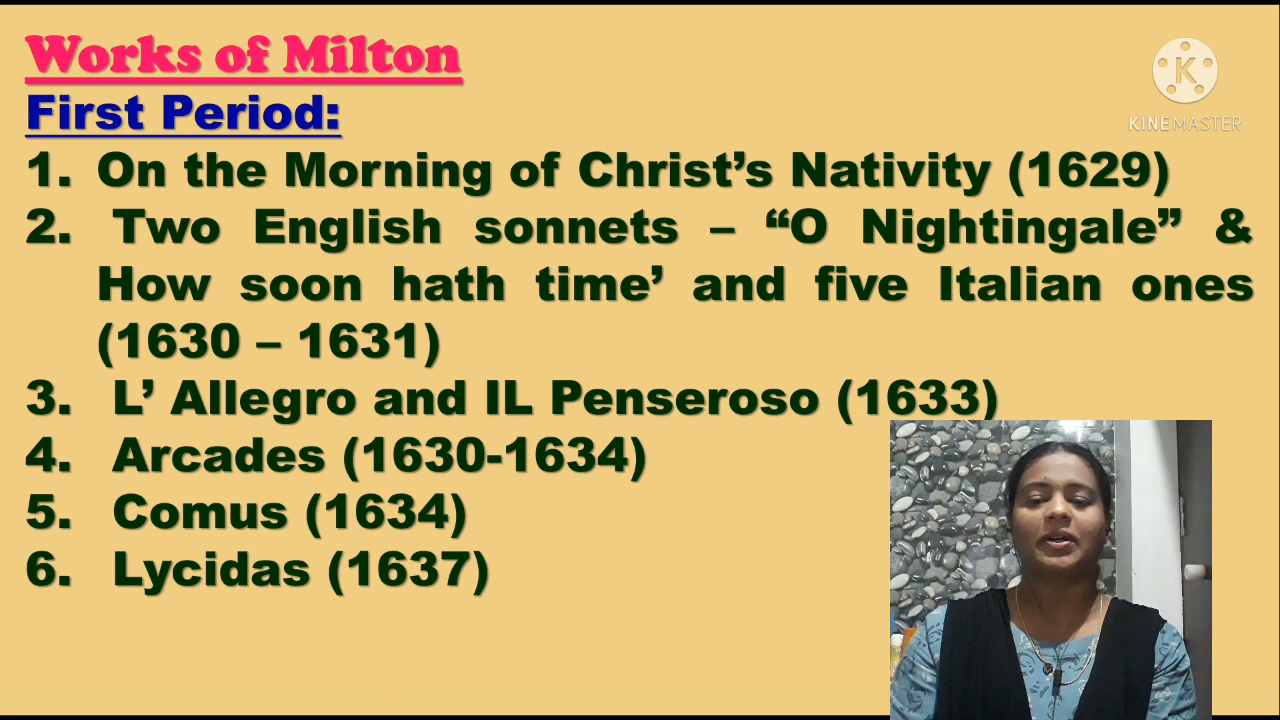 Works of Milton
First Period:
1. On the Morning of Christ’s Nativity (1629)
2. Two English sonnets – “O Nightingale” &
How soon hath time’ and five Italian ones
(1630 – 1631)
3. L’ Allegro and IL Penseroso (1633)
4. Arcades (1630-1634)
5. Comus (1634)
6. Lycidas (1637)
K
KINEMASTER